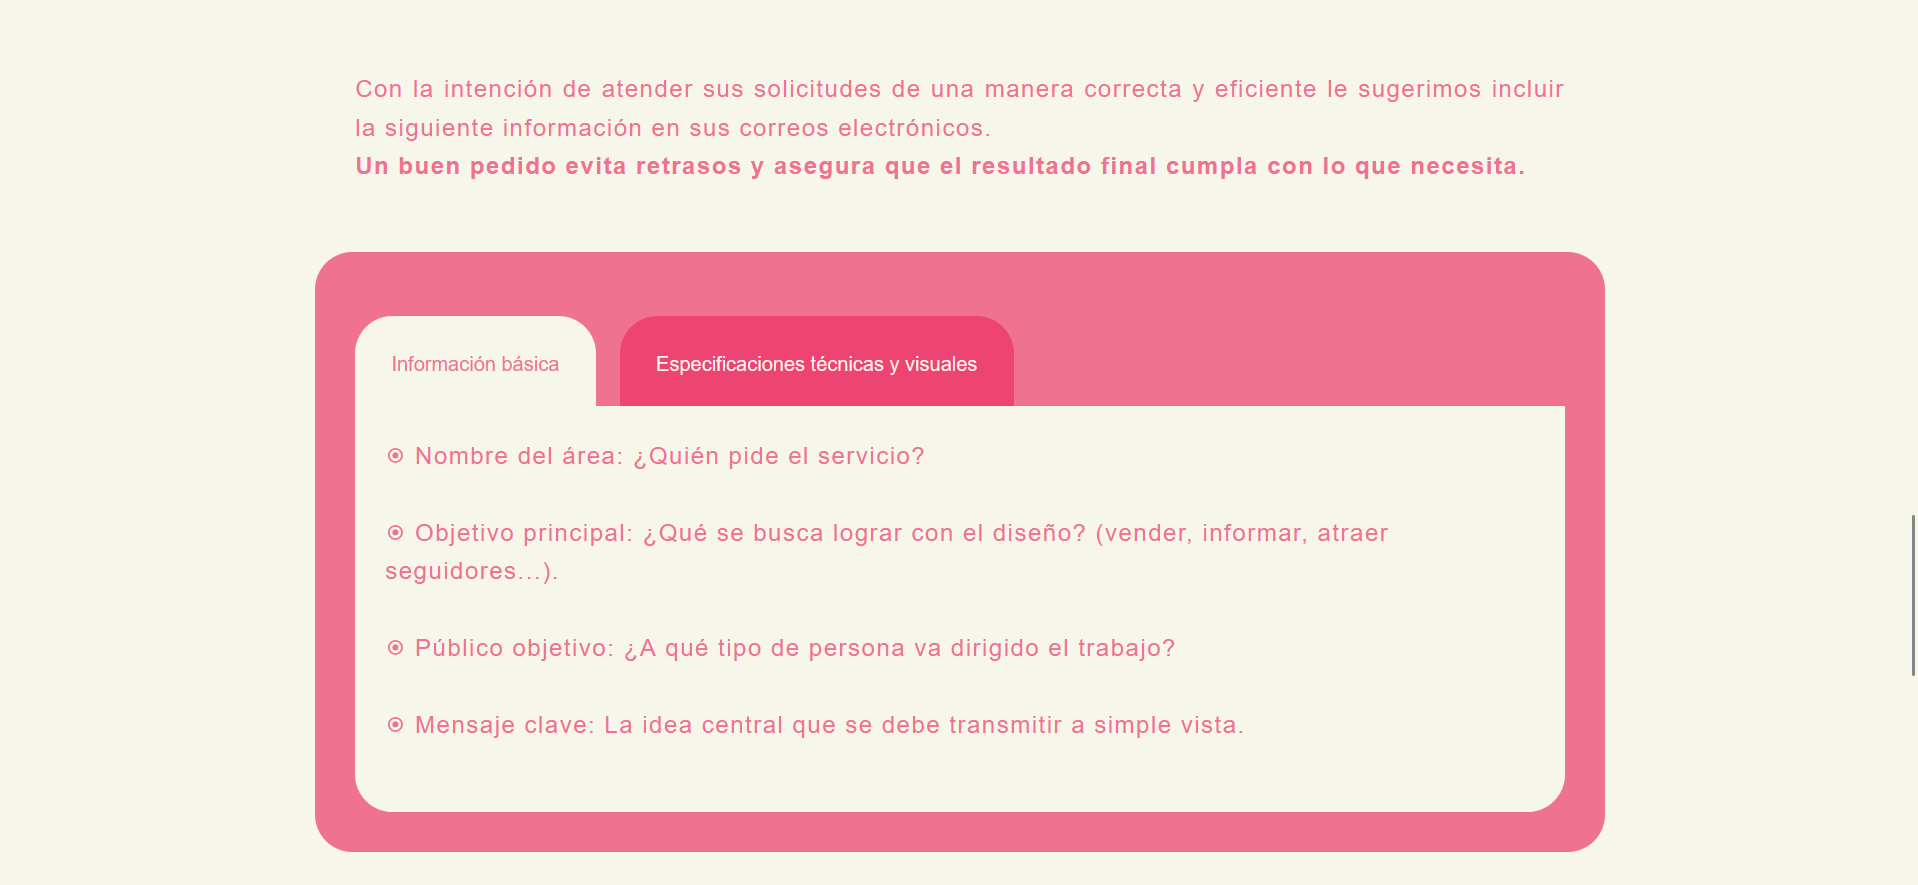 Con la intención de atender sus solicitudes de una manera correcta y eficiente le sugerimos incluir
la siguiente información en sus correos electrónicos.
Un buen pedido evita retrasos y asegura que el resultado final cumpla con lo que necesita.
Información básica
Especificaciones técnicas y visuales
Nombre del área: ¿Quién pide el servicio?
Objetivo principal: ¿Qué se busca lograr con el diseño? (vender, informar, atraer
seguidores...).
Público objetivo: ¿A qué tipo de persona va dirigido el trabajo?
Mensaje clave: La idea central que se debe transmitir a simple vista.